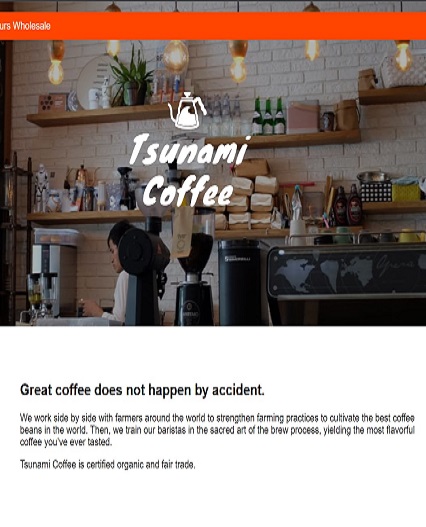 urs Wholesale
Tsunami
Coffee
Great coffee does not happen by accident.
We work side by side with farmers around the world to strengthen farming practices to cultivate the best coffee
beans in the world. Then, we train our baristas in the sacred art of the brew process, yielding the most flavorful
coffee you've ever tasted.
Tsunami Coffee is certified organic and fair trade.